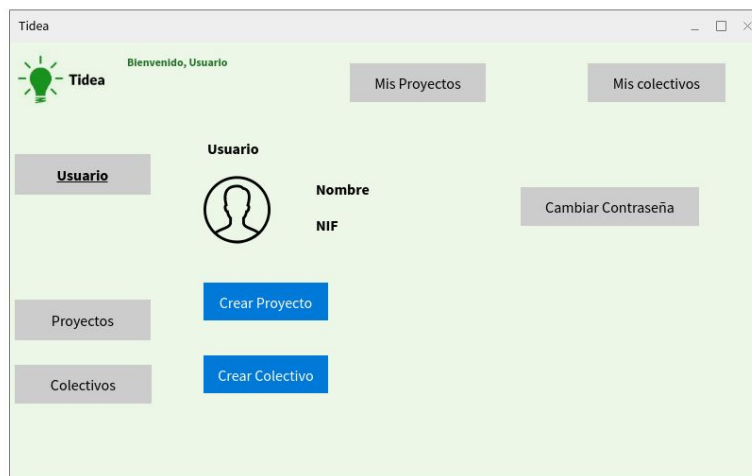 Tidea
Tidea
Bienvenido, Usuario
Mis Proyectos
Mis colectivos
Usuario
Usuario
Nombre
NIF
Cambiar Contraseña
Crear Proyecto
Proyectos
Crear Colectivo
Colectivos